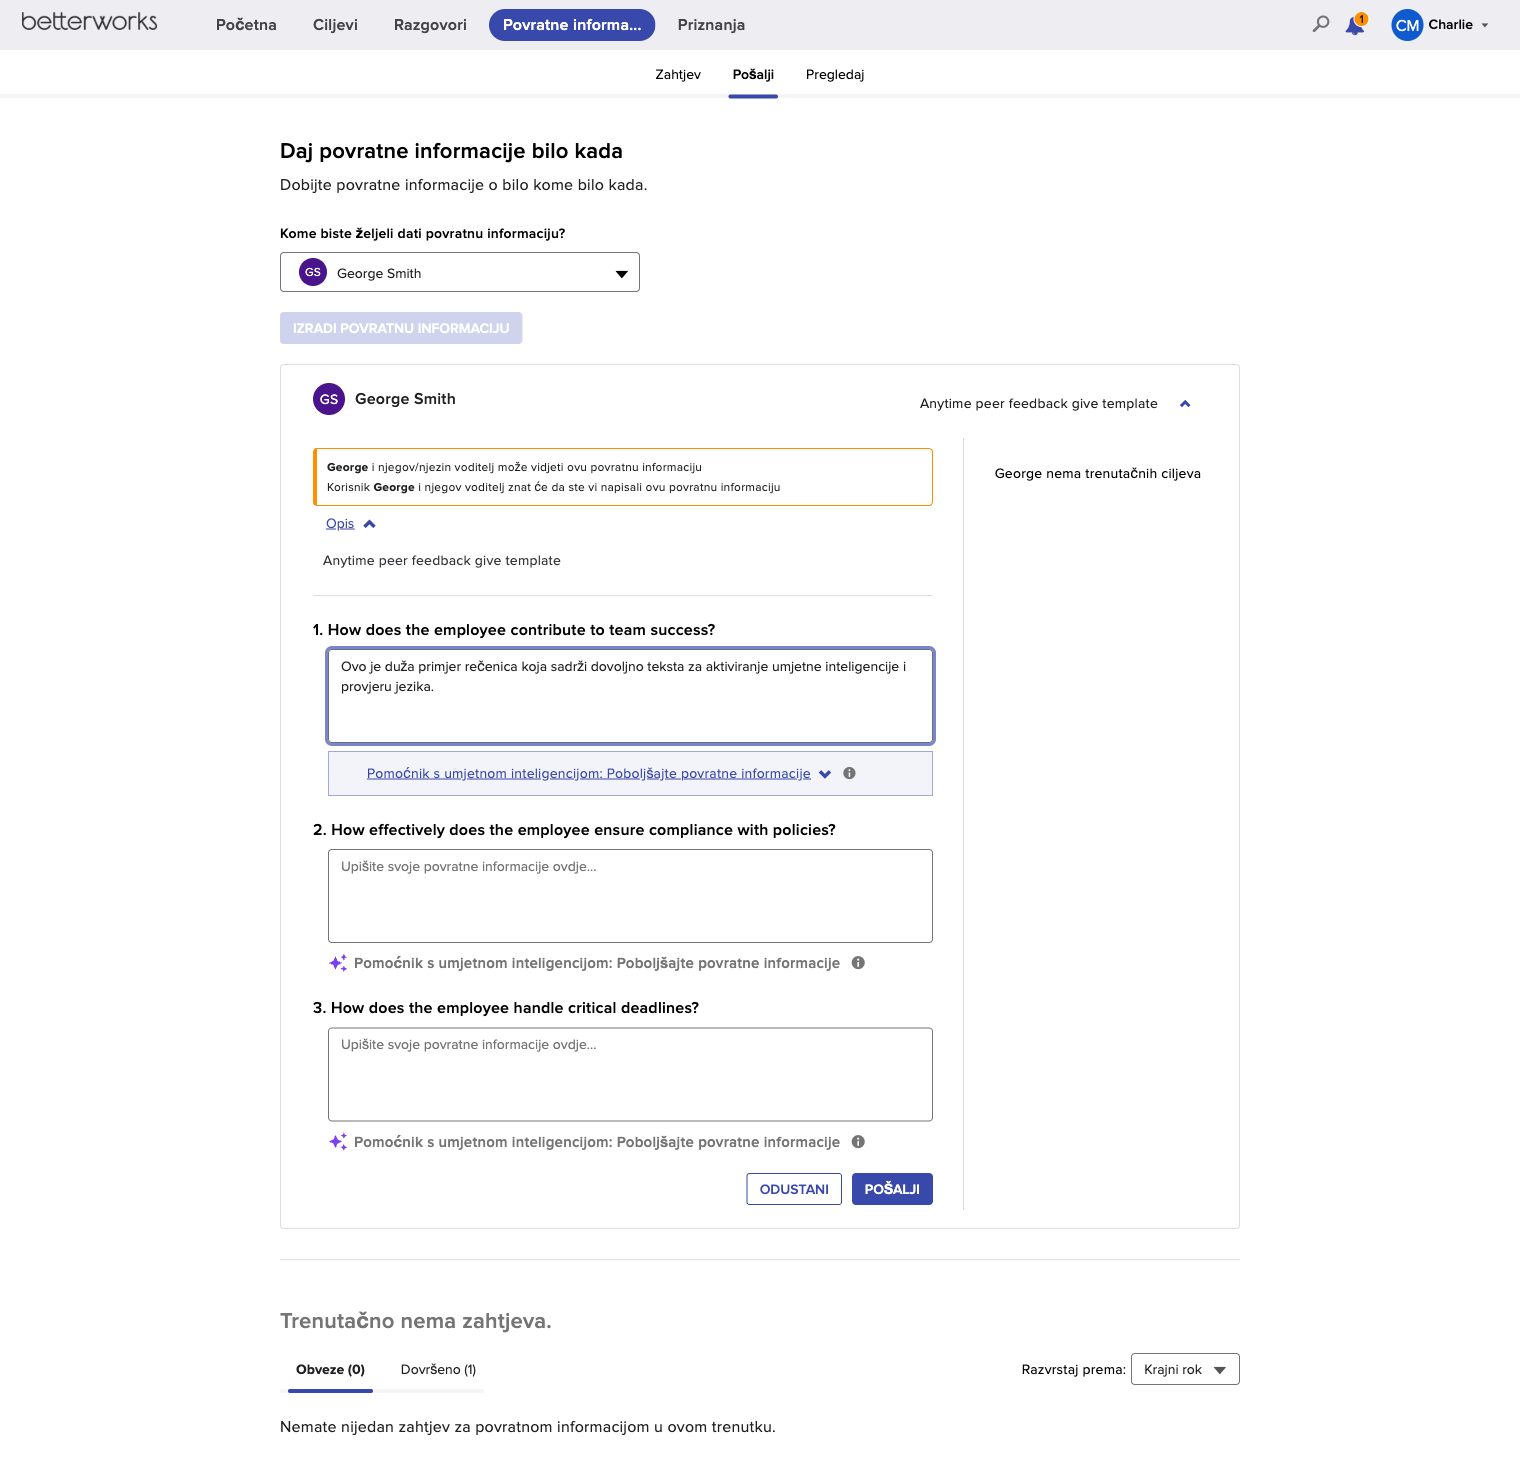 betterworks
Početna
Ciljevi
Razgovori
Povratne informa...
Priznanja
1
CM
Charlie
Zahtjev
Pošalji
Pregledaj
Daj povratne informacije bilo kada
Dobijte povratne informacije o bilo kome bilo kada.
Kome biste željeli dati povratnu informaciju?
GS
George Smith
IZRADI POVRATNU INFORMACIJU
GS
George Smith
Anytime peer feedback give template
George i njegov/njezin voditelj može vidjeti ovu povratnu informaciju
Korisnik George i njegov voditelj znat će da ste vi napisali ovu povratnu informaciju
George nema trenutačnih ciljeva
Opis
Anytime peer feedback give template
1. How does the employee contribute to team success?
Ovo je duža primjer rečenica koja sadrži dovoljno teksta za aktiviranje umjetne inteligencije i
provjeru jezika.
Pomoćnik s umjetnom inteligencijom: Poboljšajte povratne informacije
2. How effectively does the employee ensure compliance with policies?
Upišite svoje povratne informacije ovdje...
Pomoćnik s umjetnom inteligencijom: Poboljšajte povratne informacije
3. How does the employee handle critical deadlines?
Upišite svoje povratne informacije ovdje...
Pomoćnik s umjetnom inteligencijom: Poboljšajte povratne informacije
ODUSTANI
POŠALJI
Trenutačno nema zahtjeva.
Obveze (0)
Dovršeno (1)
Razvrstaj prema:
Krajni rok
Nemate nijedan zahtjev za povratnom informacijom u ovom trenutku.